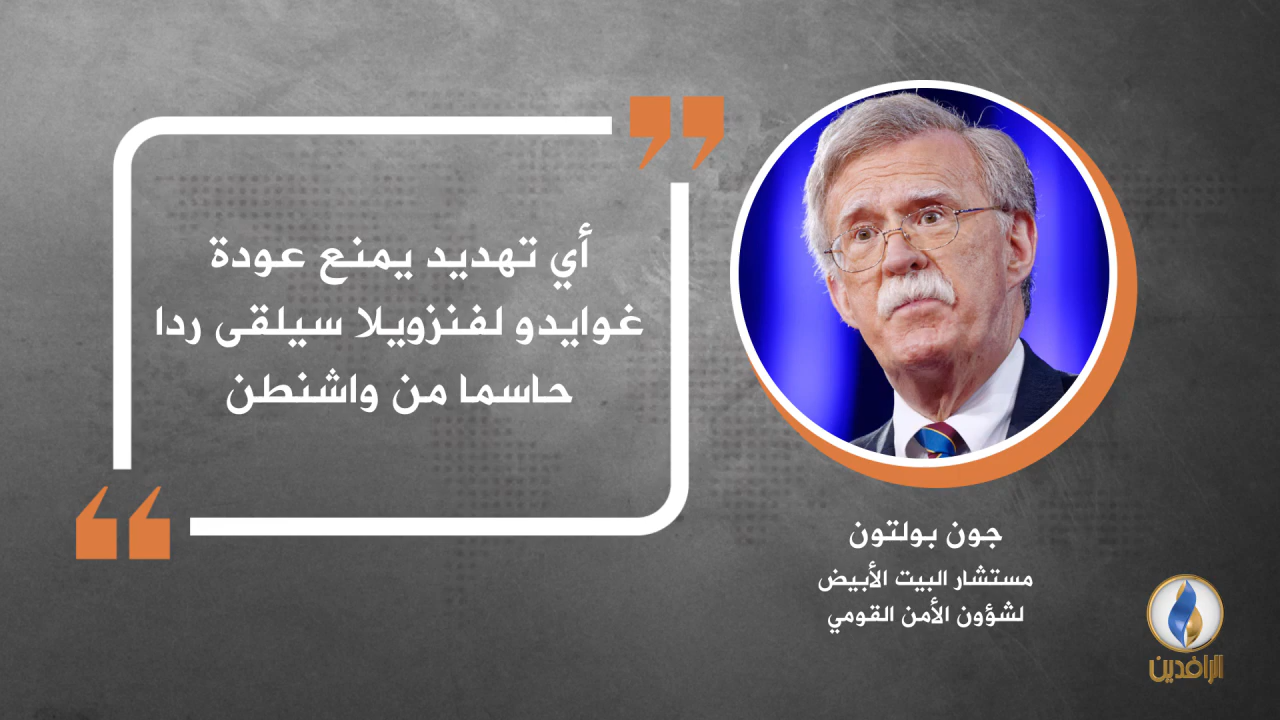 أي تهديد يمنع عودة
غوايدو لفنزويلا سيلقى ردا
حاسما من واشنطن
جون بولتون
مستشار البيت الأبيض
لشؤون الأمن القومي
الرافدين